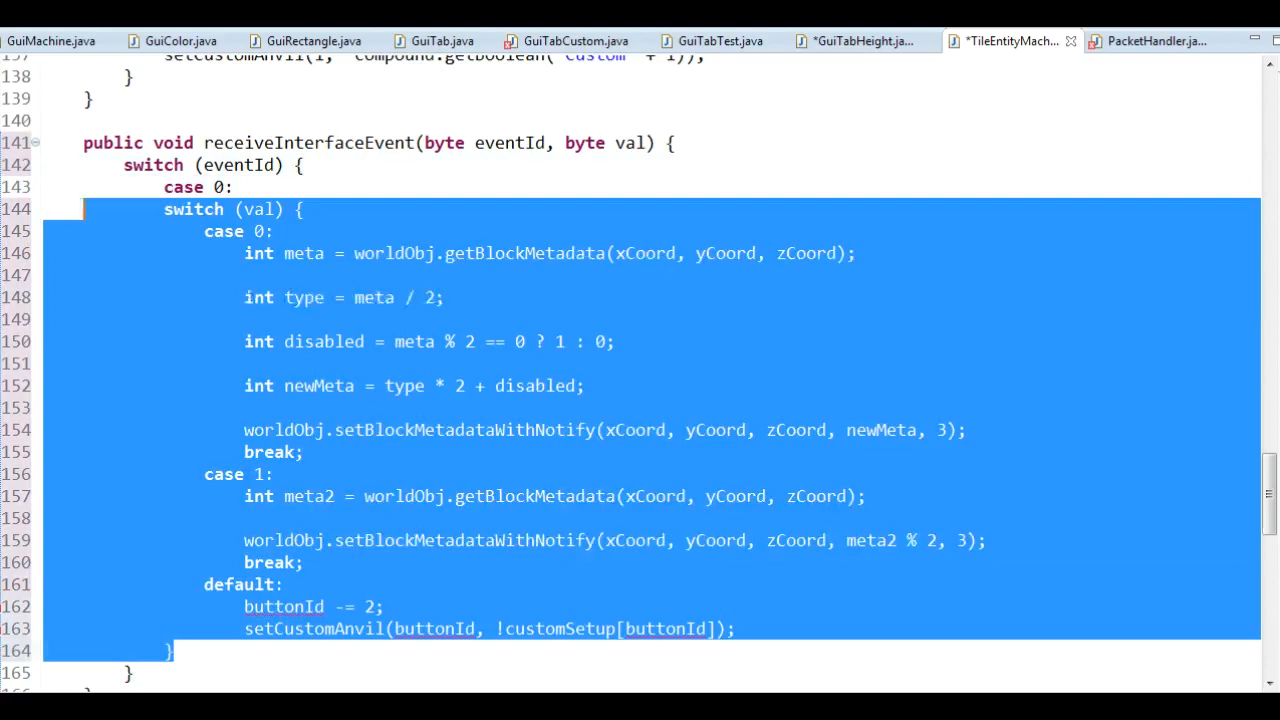 GuiMachine.java GuiColor.java GuiRectangle.java GuiTab.java GuiTabCustom.java GuiTabTest.java *GuiTabHeight.ja... *TileEntityMach... PacketHandler.ja...
137 setCustomAnvil(i, compound.getBoolean("Custom" + i));
138 }
139 }
140
141 public void receiveInterfaceEvent(byte eventId, byte val) {
142 switch (eventId) {
143 case 0:
144 switch (val) {
145 case 0:
146 int meta = worldObj.getBlockMetadata(xCoord, yCoord, zCoord);
147
148 int type = meta / 2;
149
150 int disabled = meta % 2 == 0 ? 1 : 0;
151
152 int newMeta = type * 2 + disabled;
153
154 worldObj.setBlockMetadataWithNotify(xCoord, yCoord, zCoord, newMeta, 3);
155 break;
156 case 1:
157 int meta2 = worldObj.getBlockMetadata(xCoord, yCoord, zCoord);
158
159 worldObj.setBlockMetadataWithNotify(xCoord, yCoord, zCoord, meta2 % 2, 3);
160 break;
161 default:
162 buttonId -= 2;
163 setCustomAnvil(buttonId, !customSetup[buttonId]);
164 }
165 }
166 }